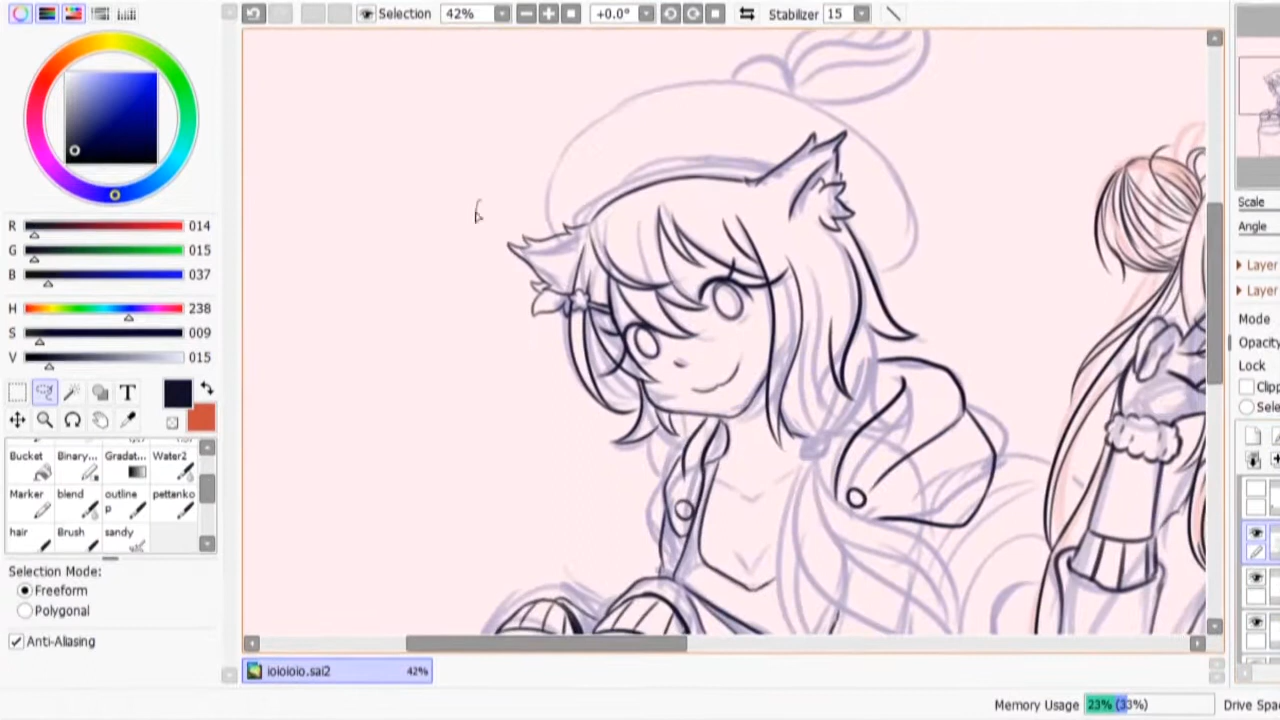 Selection 42% +0.0° Stabilizer 15
R 014
G 015
B 037
H 238
S 009
V 015
T
Bucket Binary... Gradat... Water2
Marker blend outline p pettenko
hair Brush sandy
Selection Mode:
Freeform
Polygonal
Anti-Aliasing
Scale
Angle
Layer
Layer
Mode
Opacity
Lock
Clipp
Sele
ioioioio.sai2 42%
Memory Usage 23% (33%) Drive Spa